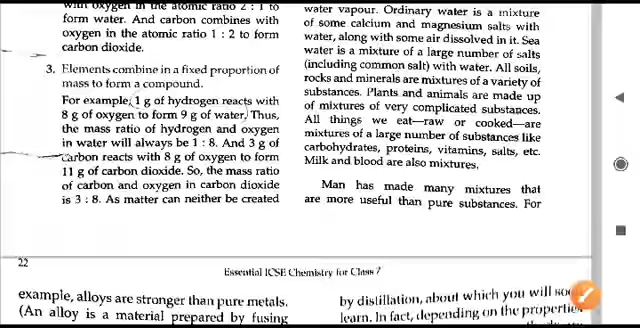 with oxygen in the atomic ratio 2 : 1 to
form water. And carbon combines with
oxygen in the atomic ratio 1 : 2 to form
carbon dioxide.
3. Elements combine in a fixed proportion of
mass to form a compound.
For example, 1 g of hydrogen reacts with
8 g of oxygen to form 9 g of water. Thus,
the mass ratio of hydrogen and oxygen
in water will always be 1 : 8. And 3 g of
carbon reacts with 8 g of oxygen to form
11 g of carbon dioxide. So, the mass ratio
of carbon and oxygen in carbon dioxide
is 3 : 8. As matter can neither be created
water vapour. Ordinary water is a mixture
of some calcium and magnesium salts with
water, along with some air dissolved in it. Sea
water is a mixture of a large number of salts
(including common salt) with water. All soils,
rocks and minerals are mixtures of a variety of
substances. Plants and animals are made up
of mixtures of very complicated substances.
All things we eat—raw or cooked—are
mixtures of a large number of substances like
carbohydrates, proteins, vitamins, salts, etc.
Milk and blood are also mixtures.
Man has made many mixtures that
are more useful than pure substances. For
22
Essential ICSE Chemistry for Class 7
example, alloys are stronger than pure metals.
(An alloy is a material prepared by fusing
by distillation, about which you will
learn. In fact, depending on the